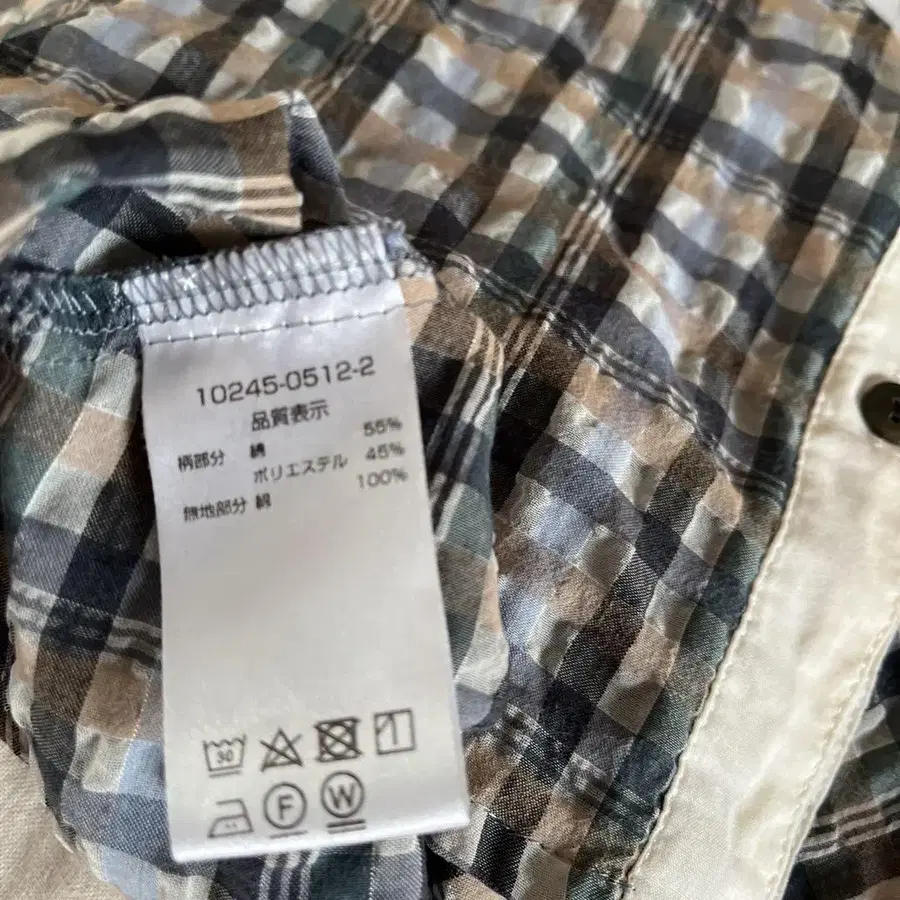 10245-0512-2
品質表示
柄部分 綿 55%
ポリエステル 45%
無地部分 綿 100%
30
F W